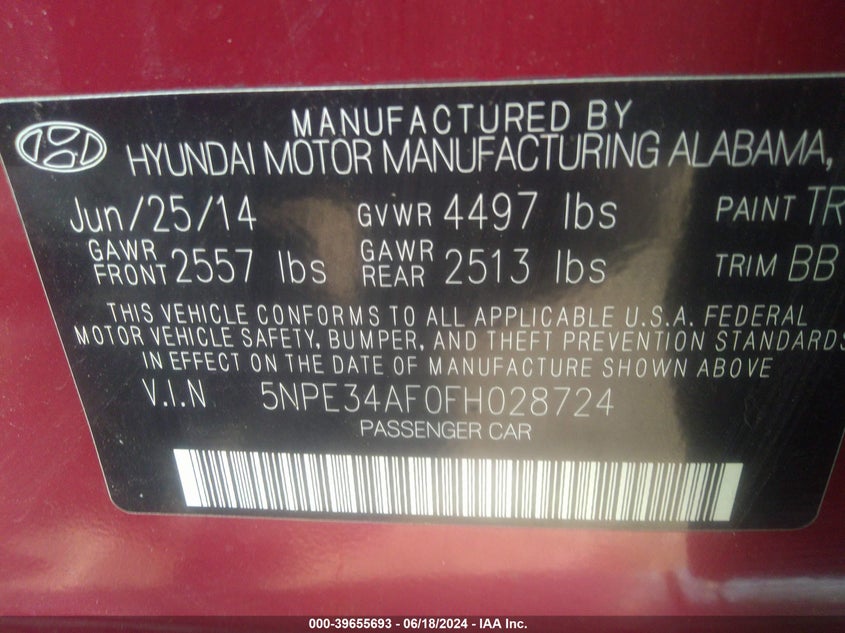 MANUFACTURED BY
HYUNDAI MOTOR MANUFACTURING ALABAMA,
Jun/25/14 GVWR 4497 lbs PAINT TR
GAWR FRONT 2557 lbs GAWR REAR 2513 lbs TRIM BB
THIS VEHICLE CONFORMS TO ALL APPLICABLE U.S.A. FEDERAL
MOTOR VEHICLE SAFETY, BUMPER, AND THEFT PREVENTION STANDARDS
IN EFFECT ON THE DATE OF MANUFACTURE SHOWN ABOVE
V.I.N 5NPE34AF0FH028724
PASSENGER CAR
000-39655693 - 06/18/2024 - IAA Inc.